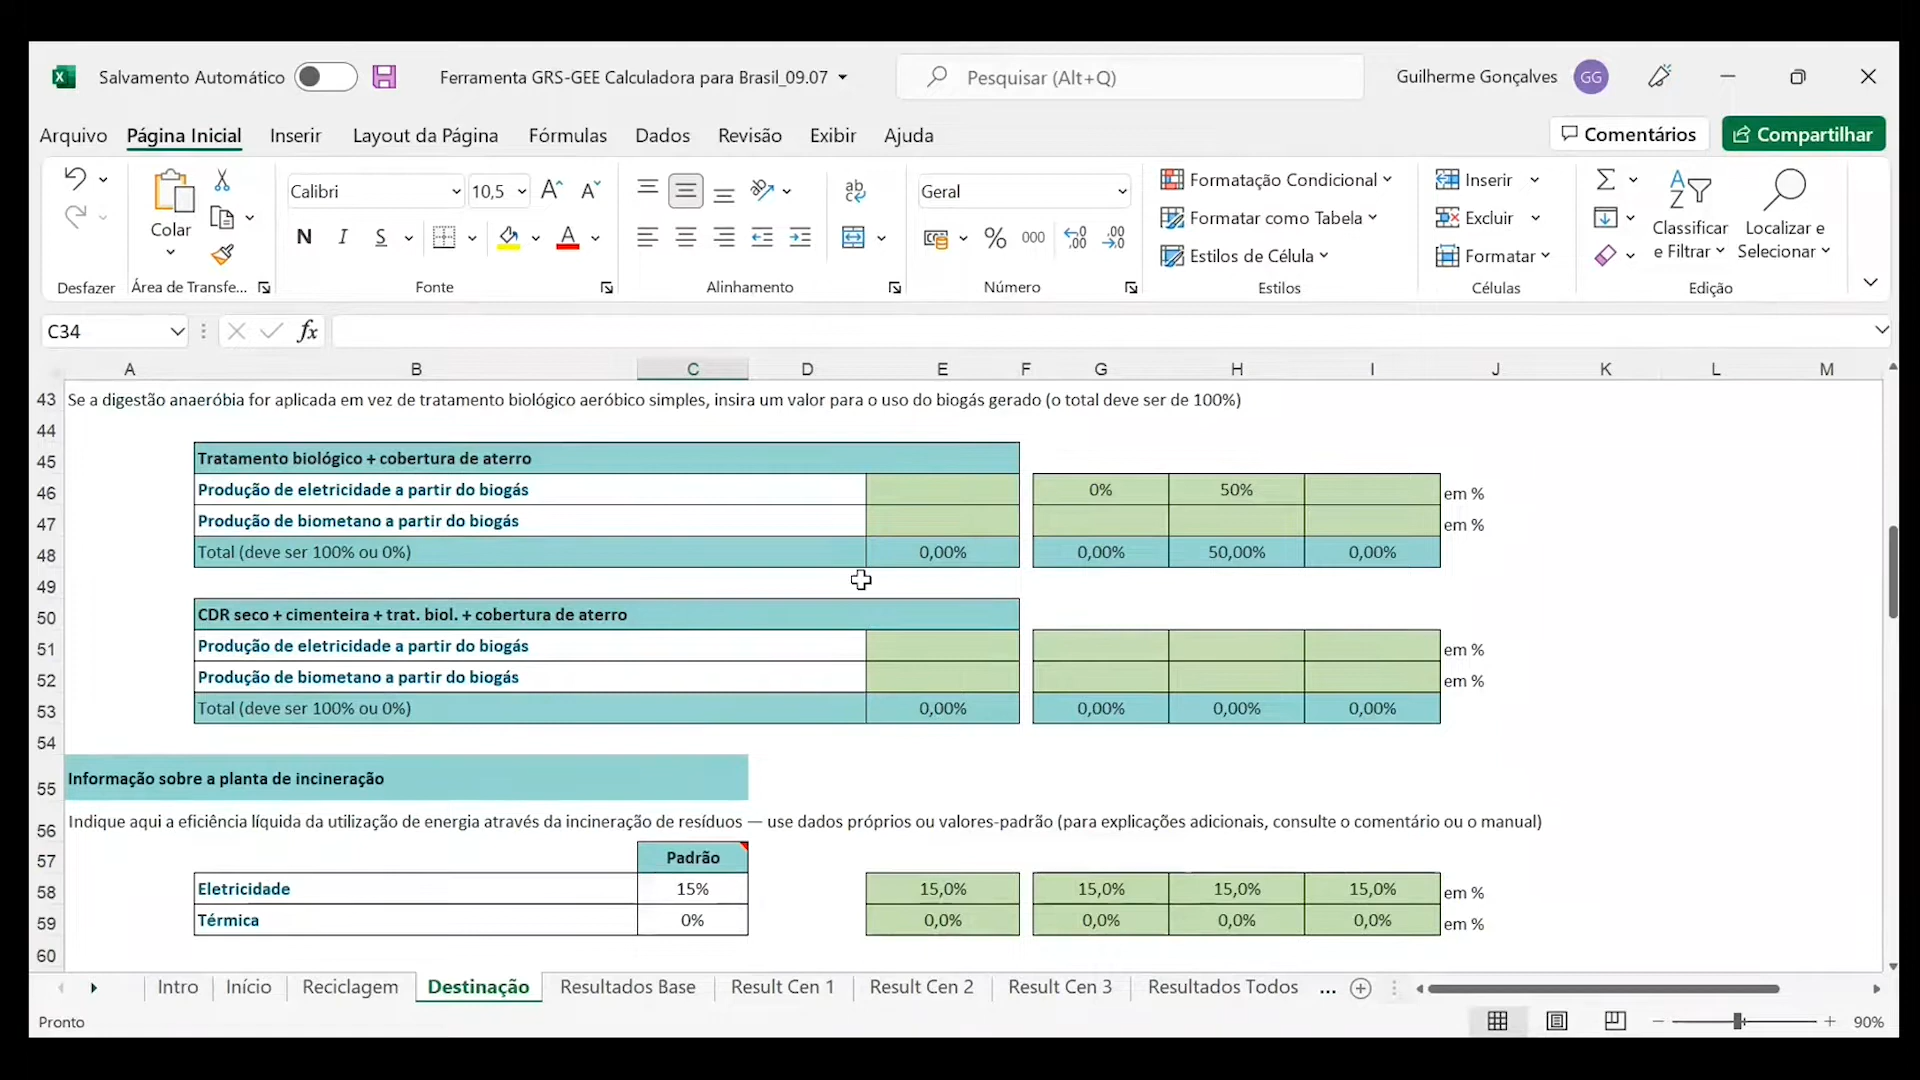 Salvamento Automático
Ferramenta GRS-GEE Calculadora para Brasil_09.07
Pesquisar (Alt+Q)
Guilherme Gonçalves
GG
Arquivo Página Inicial Inserir Layout da Página Fórmulas Dados Revisão Exibir Ajuda
Comentários
Compartilhar
Colar
Calibri
10,5
N I S
Geral
% 000
Formatação Condicional
Formatar como Tabela
Estilos de Célula
Inserir
Excluir
Formatar
Classificar
e Filtrar
Localizar e
Selecionar
Desfazer Área de Transfe... Fonte Alinhamento Número Estilos Células Edição
C34
fx
A B C D E F G H I J K L M
43 Se a digestão anaeróbia for aplicada em vez de tratamento biológico aeróbico simples, insira um valor para o uso do biogás gerado (o total deve ser de 100%)
44
45 Tratamento biológico + cobertura de aterro
46 Produção de eletricidade a partir do biogás 0% 50% em %
47 Produção de biometano a partir do biogás em %
48 Total (deve ser 100% ou 0%) 0,00% 0,00% 50,00% 0,00%
49
50 CDR seco + cimenteira + trat. biol. + cobertura de aterro
51 Produção de eletricidade a partir do biogás em %
52 Produção de biometano a partir do biogás em %
53 Total (deve ser 100% ou 0%) 0,00% 0,00% 0,00% 0,00%
54
55 Informação sobre a planta de incineração
56 Indique aqui a eficiência líquida da utilização de energia através da incineração de resíduos — use dados próprios ou valores-padrão (para explicações adicionais, consulte o comentário ou o manual)
57 Padrão
58 Eletricidade 15% 15,0% 15,0% 15,0% 15,0% em %
59 Térmica 0% 0,0% 0,0% 0,0% 0,0% em %
60
Intro Início Reciclagem Destinação Resultados Base Result Cen 1 Result Cen 2 Result Cen 3 Resultados Todos ...
Pronto
90%